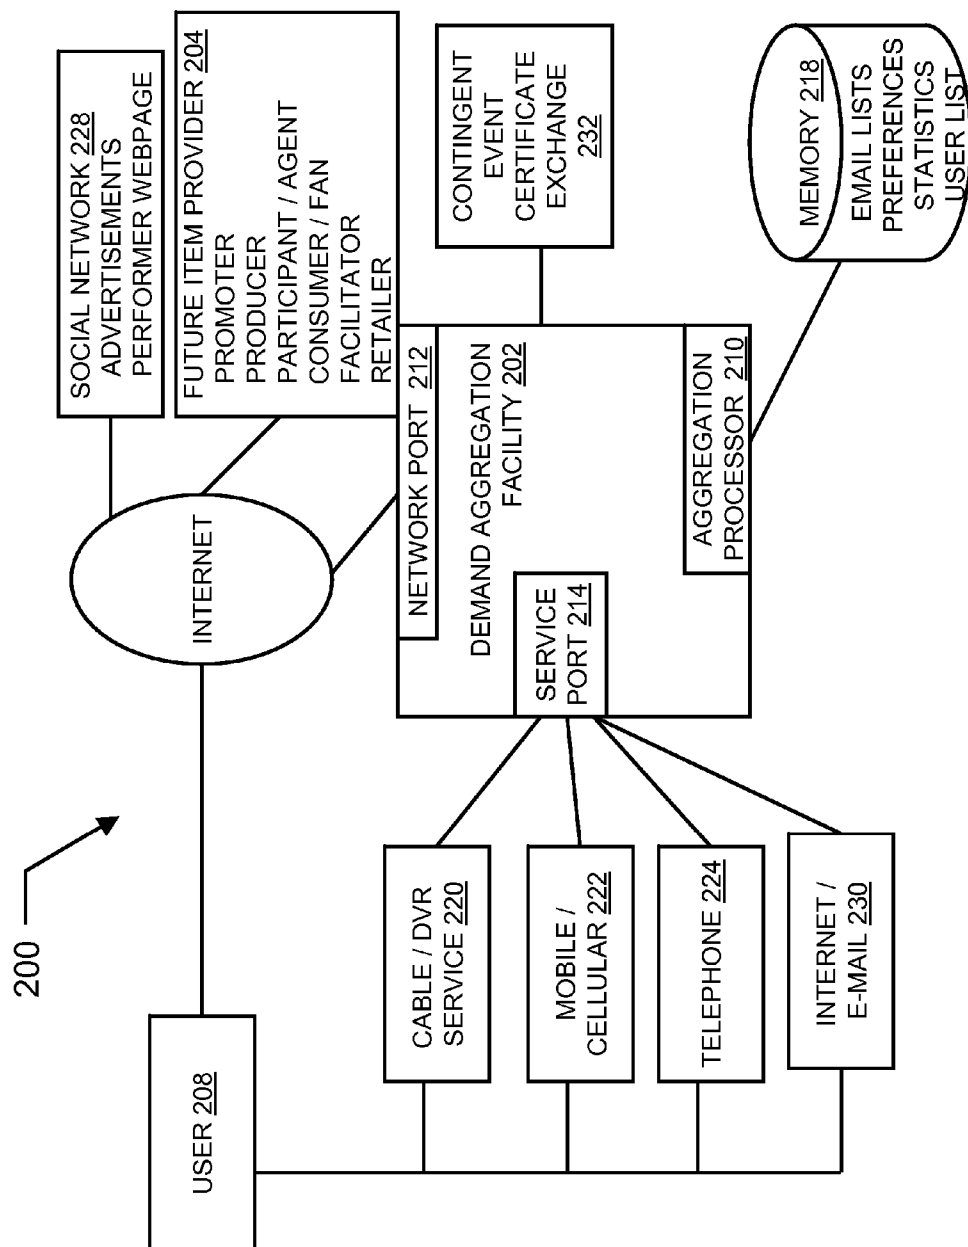 200
USER 208
INTERNET
SOCIAL NETWORK 228
ADVERTISEMENTS
PERFORMER WEBPAGE
FUTURE ITEM PROVIDER 204
PROMOTER
PRODUCER
PARTICIPANT / AGENT
CONSUMER / FAN
FACILITATOR
RETAILER
CABLE / DVR
SERVICE 220
MOBILE /
CELLULAR 222
TELEPHONE 224
INTERNET /
E-MAIL 230
NETWORK PORT 212
DEMAND AGGREGATION
FACILITY 202
SERVICE
PORT 214
AGGREGATION
PROCESSOR 210
CONTINGENT
EVENT
CERTIFICATE
EXCHANGE
232
MEMORY 218
EMAIL LISTS
PREFERENCES
STATISTICS
USER LIST